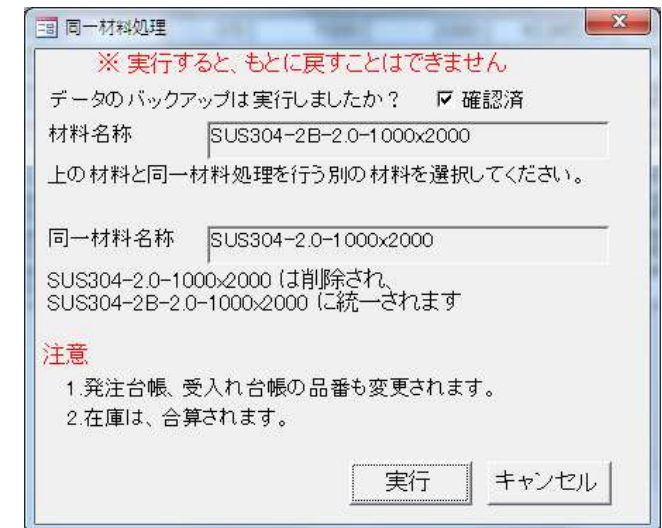 同一材料処理
※ 実行すると、もとに戻すことはできません
データのバックアップは実行しましたか? 確認済
材料名称 SUS304-2B-2.0-1000x2000
上の材料と同一材料処理を行う別の材料を選択してください。
同一材料名称 SUS304-2.0-1000x2000
SUS304-2.0-1000x2000 は削除され、
SUS304-2B-2.0-1000x2000 に統一されます
注意
1.発注台帳、受入れ台帳の品番も変更されます。
2.在庫は、合算されます。
実行 キャンセル